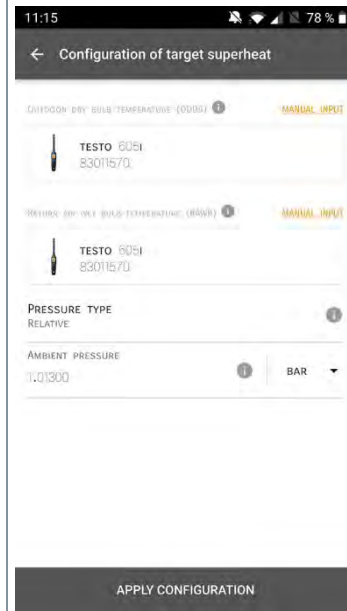 11:15 78 %
Configuration of target superheat
OUTDOOR DRY BULB TEMPERATURE (ODDB) MANUAL INPUT
TESTO 605I
83011570
RETURN AIR WET BULB TEMPERATURE (RAWB) MANUAL INPUT
TESTO 605I
83011570
PRESSURE TYPE
RELATIVE
AMBIENT PRESSURE
1.01300 BAR
APPLY CONFIGURATION